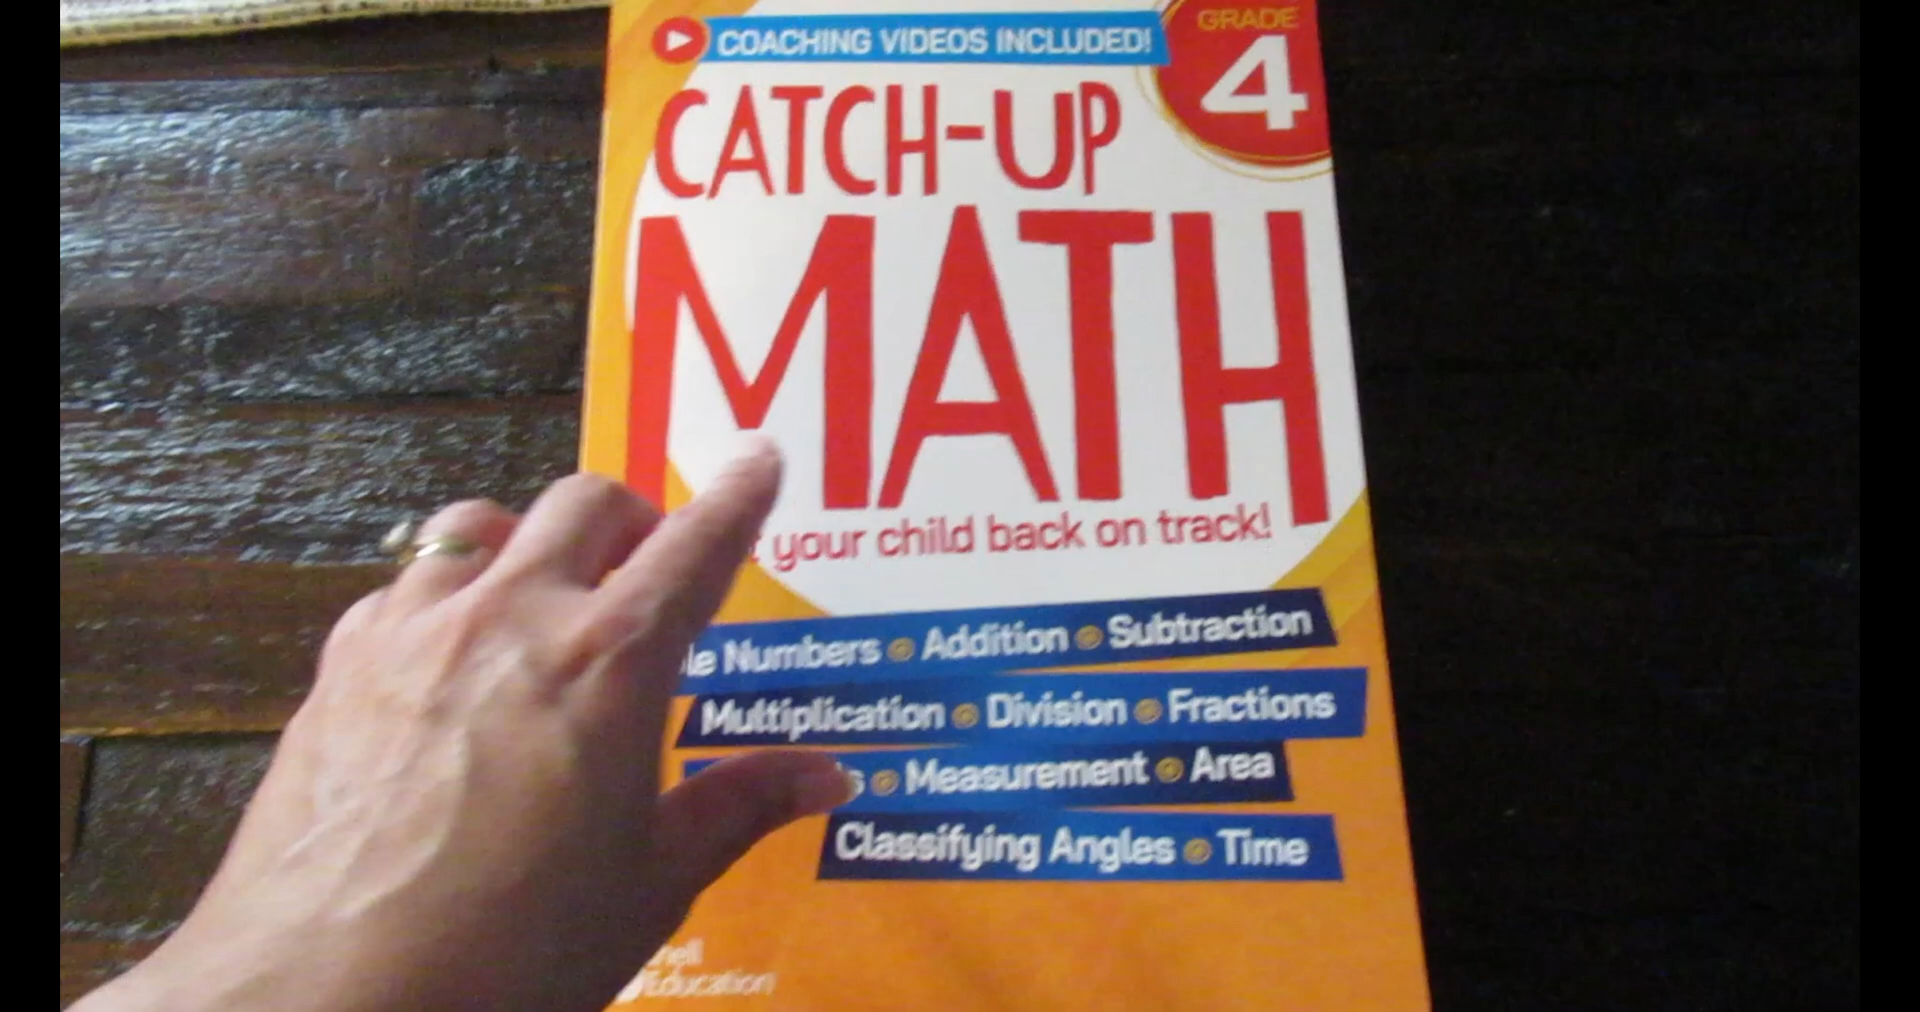 COACHING VIDEOS INCLUDED!
GRADE
4
CATCH-UP
MATH
your child back on track!
Numbers • Addition • Subtraction
Multiplication • Division • Fractions
• Measurement • Area
Classifying Angles • Time
Education